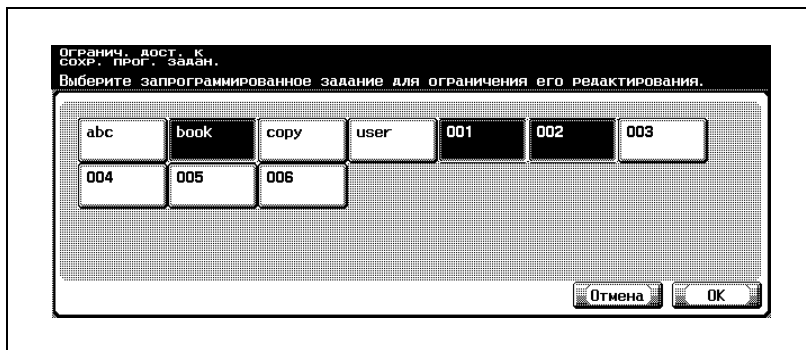 Огранич. дост. к
сохр. прог. задан.
Выберите запрограммированное задание для ограничения его редактирования.
abc book copy user 001 002 003
004 005 006
Отмена OK